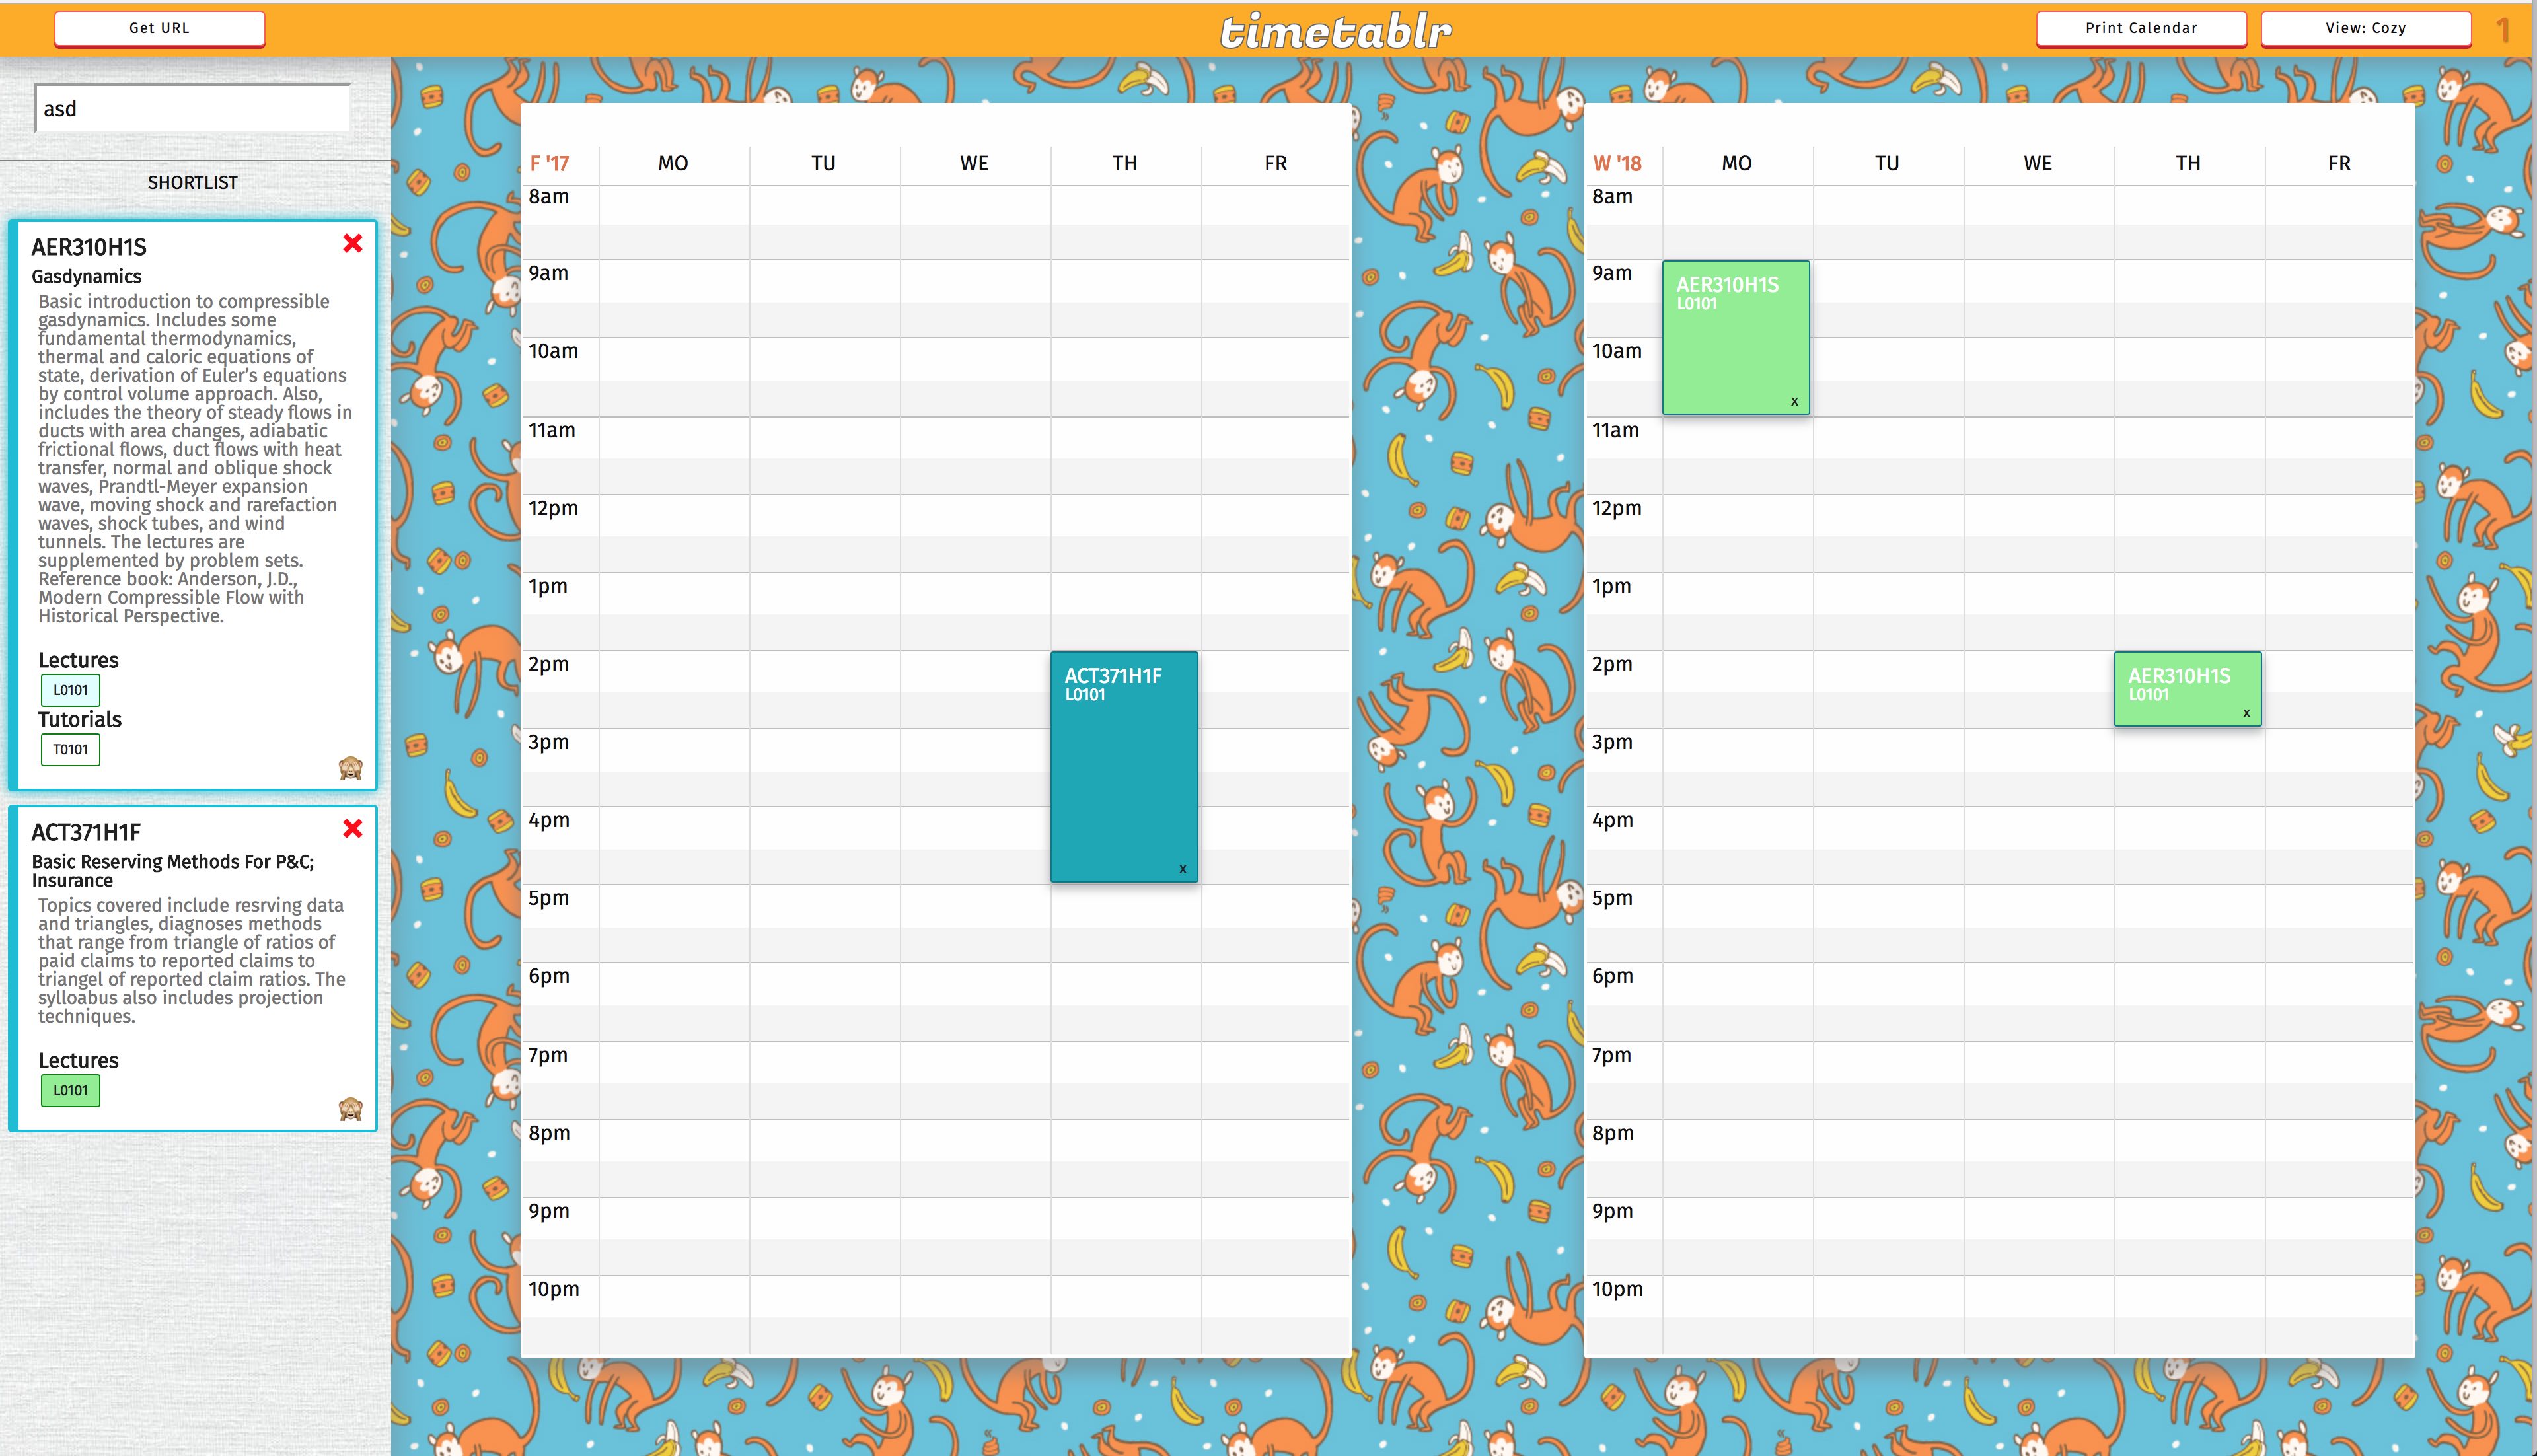 Get URL
timetablr
Print Calendar
View: Cozy
1
asd
SHORTLIST
AER310H1S
Gasdynamics
Basic introduction to compressible
gasdynamics. Includes some
fundamental thermodynamics,
thermal and caloric equations of
state, derivation of Euler’s equations
by control volume approach. Also,
includes the theory of steady flows in
ducts with area changes, adiabatic
frictional flows, duct flows with heat
transfer, normal and oblique shock
waves, Prandtl-Meyer expansion
wave, moving shock and rarefaction
waves, shock tubes, and wind
tunnels. The lectures are
supplemented by problem sets.
Reference book: Anderson, J.D.,
Modern Compressible Flow with
Historical Perspective.
Lectures
L0101
Tutorials
T0101
ACT371H1F
Basic Reserving Methods For P&C;
Insurance
Topics covered include resrving data
and triangles, diagnoses methods
that range from triangle of ratios of
paid claims to reported claims to
triangel of reported claim ratios. The
sylloabus also includes projection
techniques.
Lectures
L0101
F '17 MO TU WE TH FR
8am
9am
10am
11am
12pm
1pm
2pm
ACT371H1F
L0101
3pm
4pm
x
5pm
6pm
7pm
8pm
9pm
10pm
W '18 MO TU WE TH FR
8am
9am
AER310H1S
L0101
10am
x
11am
12pm
1pm
2pm
AER310H1S
L0101
x
3pm
4pm
5pm
6pm
7pm
8pm
9pm
10pm